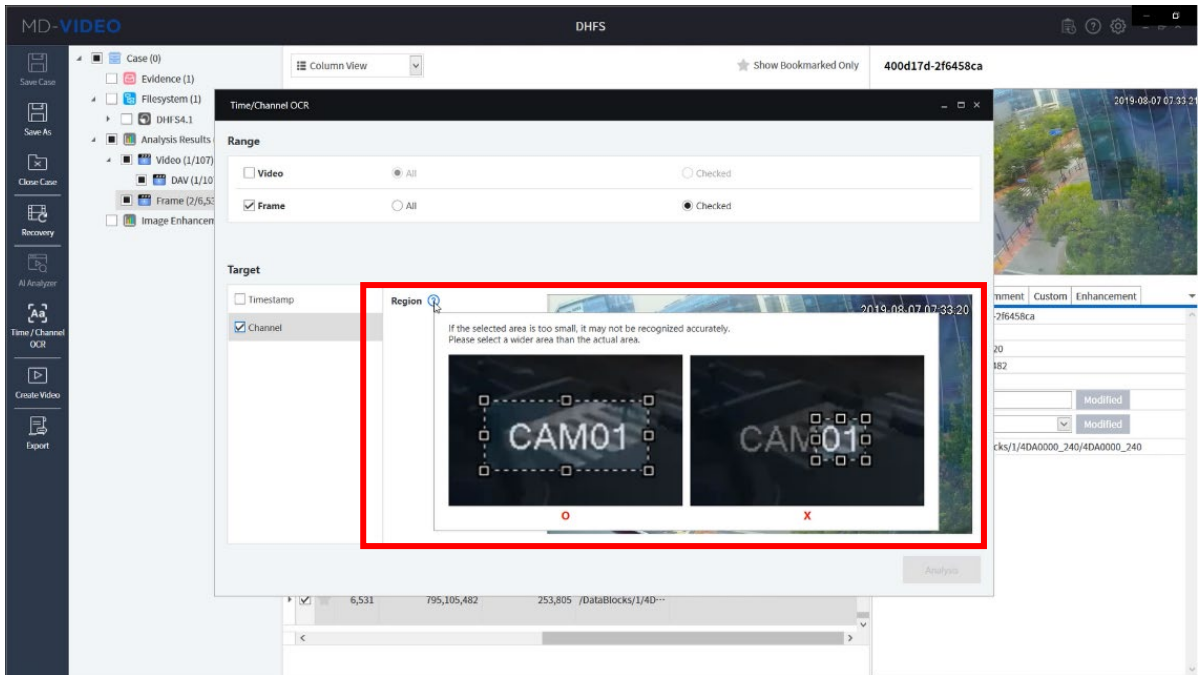 MD-VIDEO
DHFS
Save Case
Save As
Close Case
Recovery
AI Analyzer
Time / Channel
OCR
Create Video
Export
Case (0)
Evidence (1)
Filesystem (1)
DHFS4.1
Analysis Results
Video (1/107)
DAV (1/10
Frame (2/6,53
Image Enhancem
Column View
Show Bookmarked Only
400d17d-2f6458ca
2019-08-07 07:33:21
Time/Channel OCR
Range
Video
All
Checked
Frame
All
Checked
Target
Timestamp
Channel
Region
2019-08-07 07:33:20
If the selected area is too small, it may not be recognized accurately.
Please select a wider area than the actual area.
CAM01
CAM01
O
X
Analysis
mment
Custom
Enhancement
-2f6458ca
20
482
Modified
Modified
cks/1/4DA0000_240/4DA0000_240
6,531
795,105,482
253,805
/DataBlocks/1/4D···